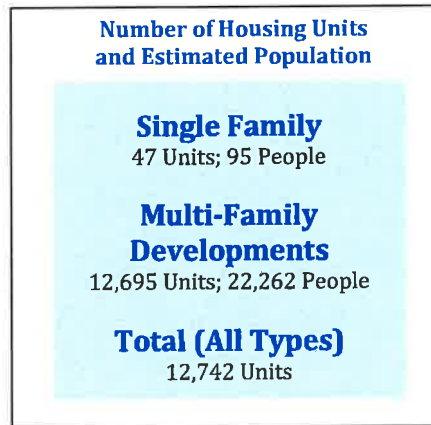 Number of Housing Units
and Estimated Population
Single Family
47 Units; 95 People
Multi-Family
Developments
12,695 Units; 22,262 People
Total (All Types)
12,742 Units